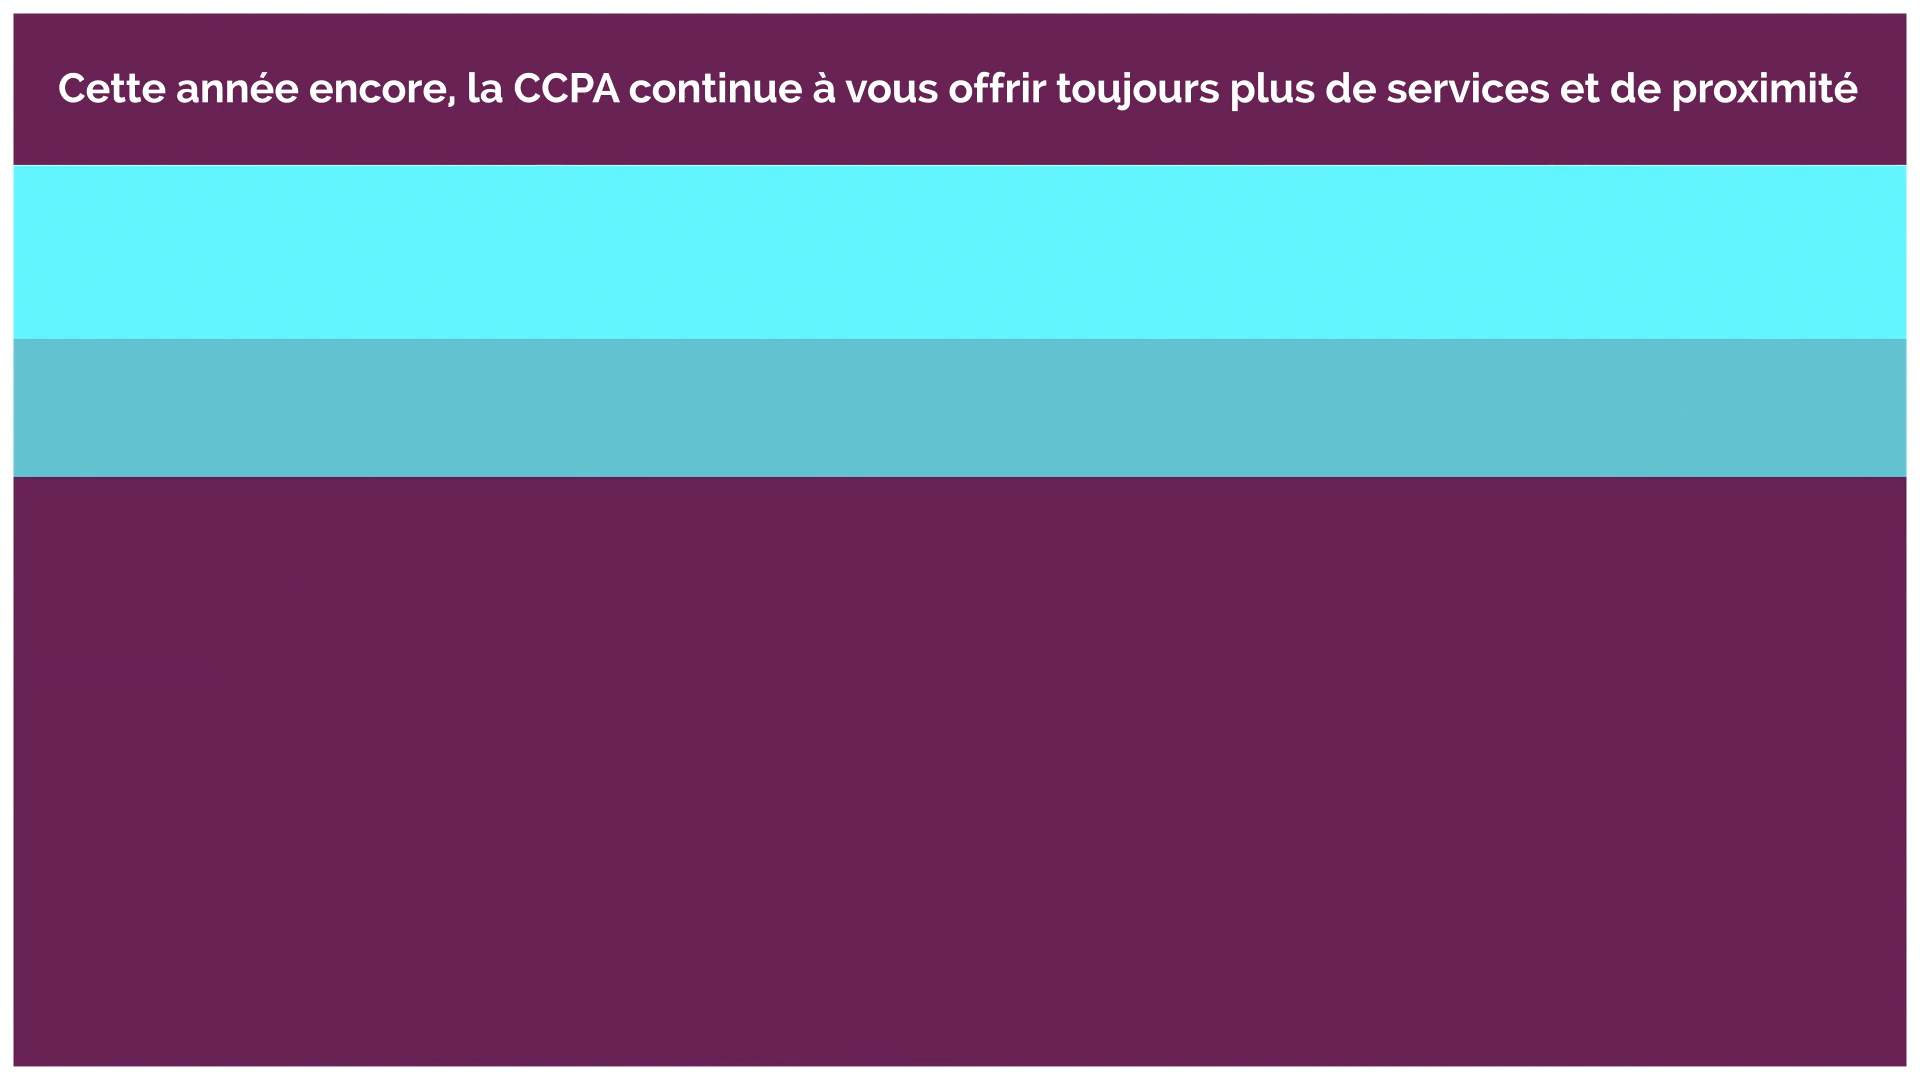 Cette année encore, la CCPA continue à vous offrir toujours plus de services et de proximité